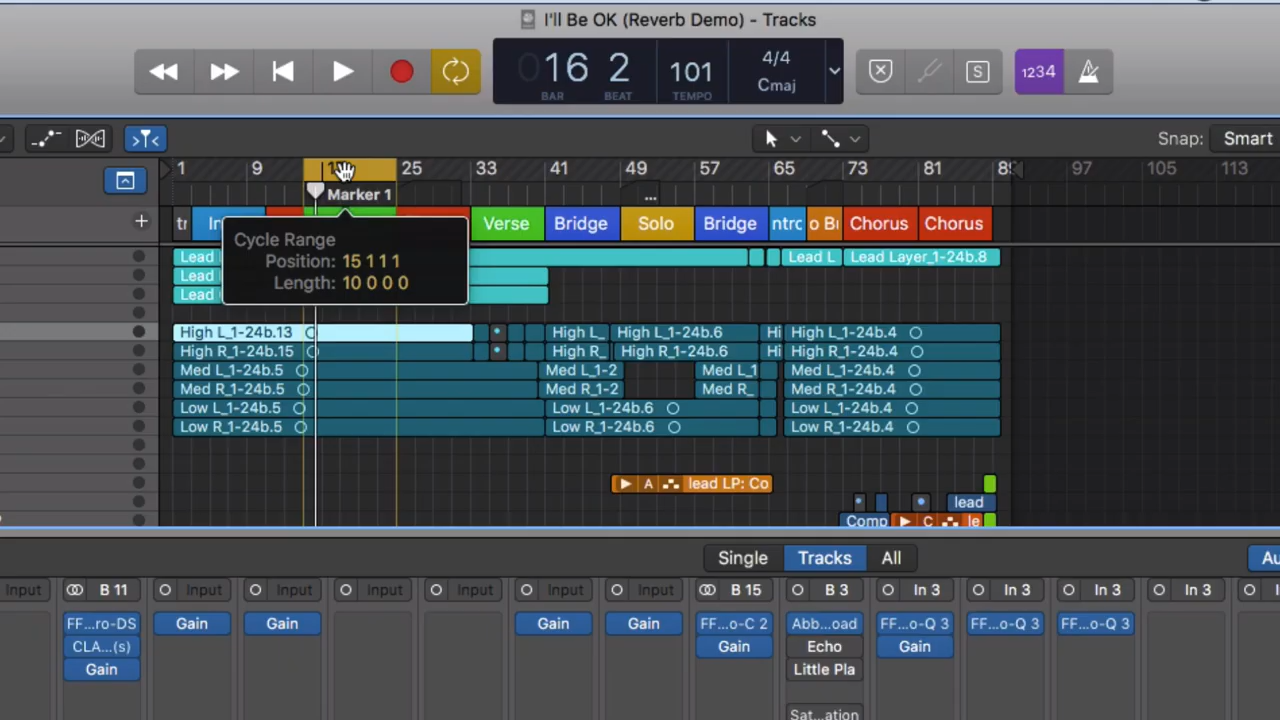 I'll Be OK (Reverb Demo) - Tracks
16 2 101 4/4 Cmaj
BAR BEAT TEMPO
S 1234
Snap: Smart
1 9 25 33 41 49 57 65 73 81 97 105 113
Marker 1
Verse Bridge Solo Bridge Chorus Chorus
Cycle Range
Position: 15 1 1 1
Length: 10 0 0 0
Lead Lead L Lead Layer_1-24b.8
Lead
Lead
High L_1-24b.13 High L_ High L_1-24b.6 Hi High L_1-24b.4
High R_1-24b.15 High R_ High R_1-24b.6 Hi High R_1-24b.4
Med L_1-24b.5 Med L_1-2 Med L_1 Med L_1-24b.4
Med R_1-24b.5 Med R_1-2 Med R_ Med R_1-24b.4
Low L_1-24b.5 Low L_1-24b.6 Low L_1-24b.4
Low R_1-24b.5 Low R_1-24b.6 Low R_1-24b.4
A lead LP: Co
lead
Comp C le
Single Tracks All Au
Input B 11 Input Input Input Input Input Input B 15 B 3 In 3 In 3 In 3 In 3
FF...ro-DS Gain Gain Gain Gain FF...o-C 2 Abb...oad FF...o-Q 3 FF...o-Q 3 FF...o-Q 3
CLA...(s) Gain Echo Gain
Gain Little Pla
Sat...ation